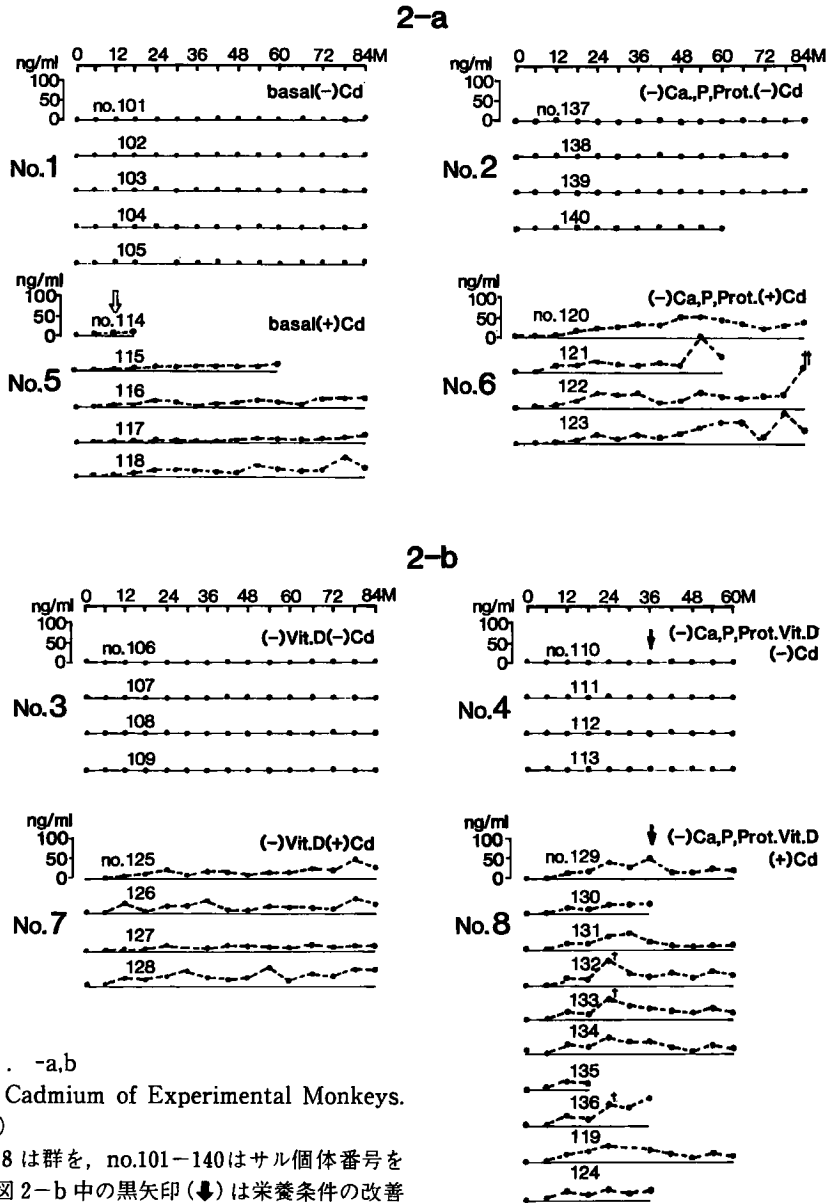 2-a
0 12 24 36 48 60 72 84M
ng/ml
100
50
0
basal(-)Cd
no.101
102
No.1
103
104
105
0 12 24 36 48 60 72 84M
ng/ml
100
50
0
(-)Ca.,P,Prot.(-)Cd
no.137
138
No.2
139
140
ng/ml
100
50
0
no.114
basal(+)Cd
115
No.5
116
117
118
ng/ml
100
50
0
no.120
(-)Ca,P,Prot.(+)Cd
121
No.6
122
123
2-b
0 12 24 36 48 60 72 84M
ng/ml
100
50
0
(-)Vit.D(-)Cd
no.106
107
No.3
108
109
0 12 24 36 48 60M
ng/ml
100
50
0
(-)Ca,P,Prot.Vit.D
(-)Cd
no.110
111
No.4
112
113
ng/ml
100
50
0
(-)Vit.D(+)Cd
no.125
126
No.7
127
128
ng/ml
100
50
0
(-)Ca,P,Prot.Vit.D
(+)Cd
no.129
130
No.8
131
132
133
134
135
136
119
124
. -a,b
Cadmium of Experimental Monkeys.
)
8は群を,no.101-140はサル個体番号を
図2-b中の黒矢印(⬇)は栄養条件の改善